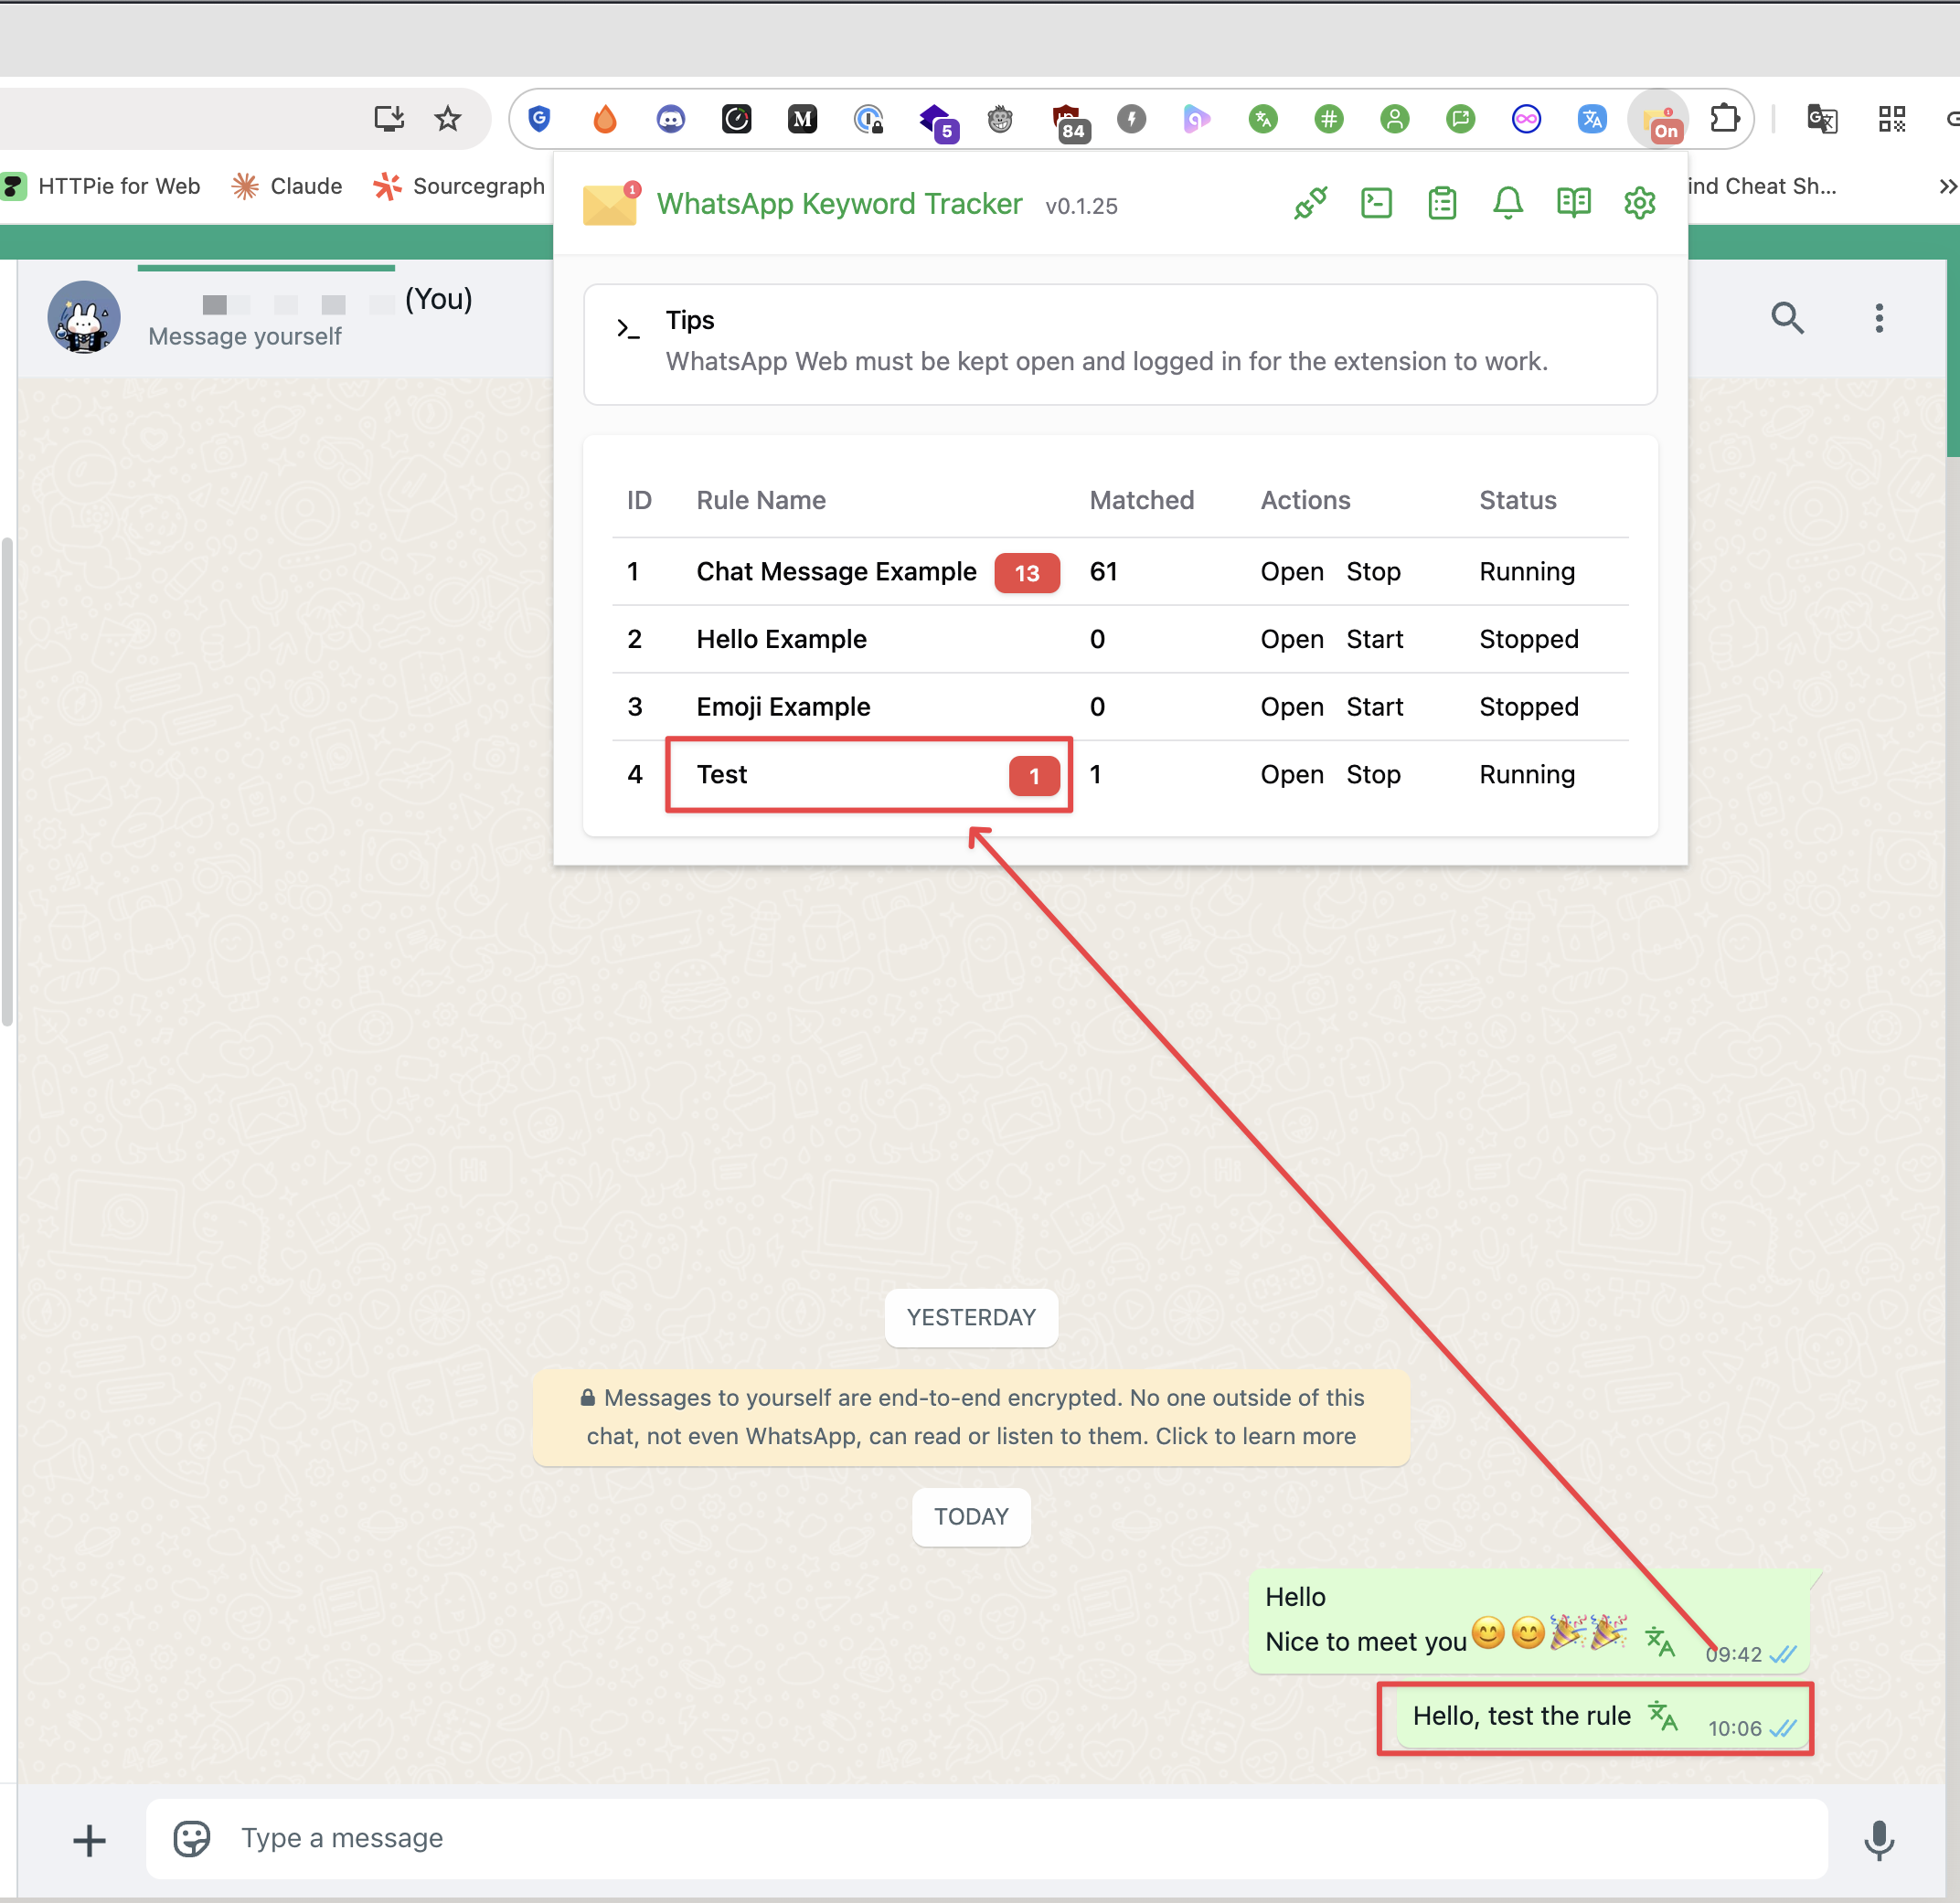 5
84
On
HTTPie for Web
Claude
Sourcegraph
ind Cheat Sh...
1
WhatsApp Keyword Tracker v0.1.25
(You)
Message yourself
Tips
WhatsApp Web must be kept open and logged in for the extension to work.
ID Rule Name Matched Actions Status
1 Chat Message Example 13 61 Open Stop Running
2 Hello Example 0 Open Start Stopped
3 Emoji Example 0 Open Start Stopped
4 Test 1 1 Open Stop Running
YESTERDAY
Messages to yourself are end-to-end encrypted. No one outside of this
chat, not even WhatsApp, can read or listen to them. Click to learn more
TODAY
Hello
Nice to meet you😊😊🎉🎉 09:42
Hello, test the rule 10:06
Type a message